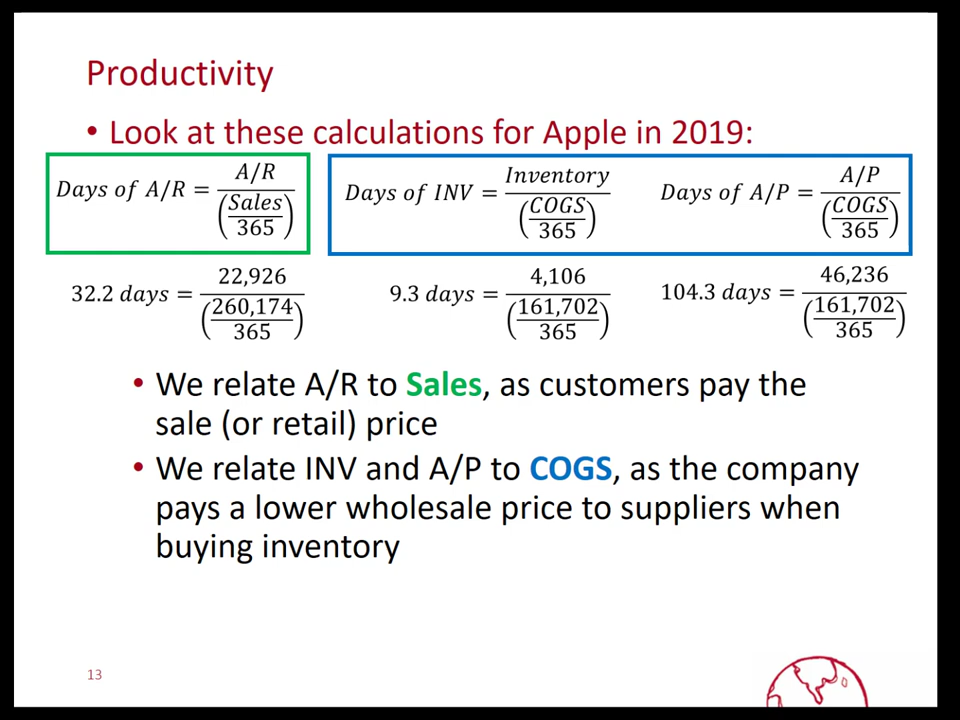 Productivity
• Look at these calculations for Apple in 2019:
Days of A/R = A/R / (Sales / 365)
Days of INV = Inventory / (COGS / 365)
Days of A/P = A/P / (COGS / 365)
32.2 days = 22,926 / (260,174 / 365)
9.3 days = 4,106 / (161,702 / 365)
104.3 days = 46,236 / (161,702 / 365)
• We relate A/R to Sales, as customers pay the
sale (or retail) price
• We relate INV and A/P to COGS, as the company
pays a lower wholesale price to suppliers when
buying inventory
13